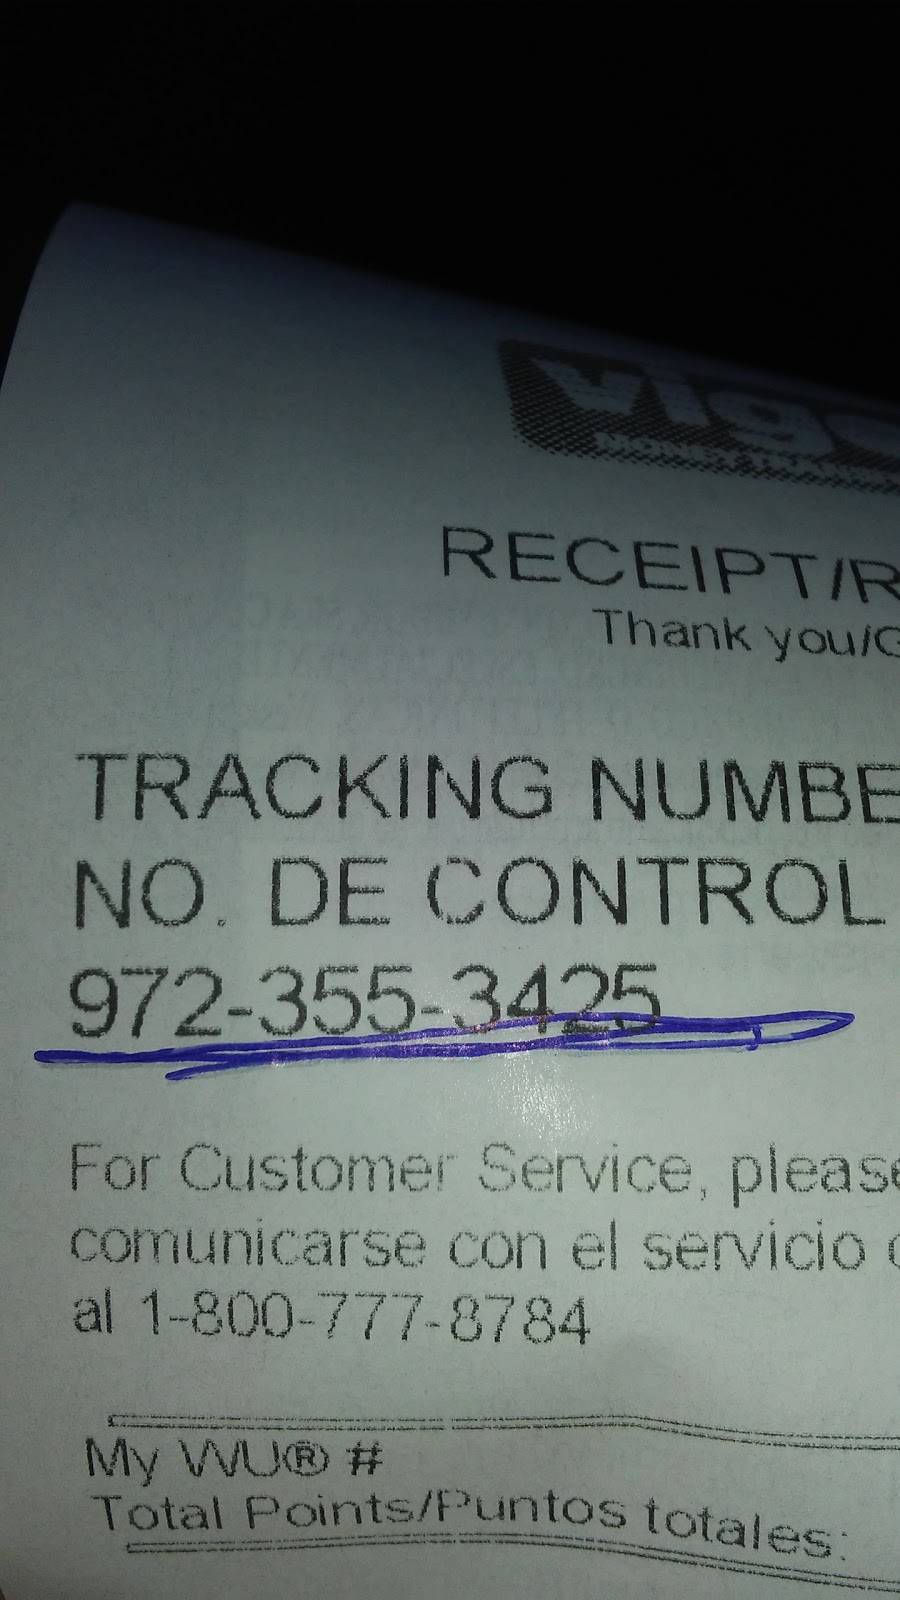 RECEIPT/R
Thank you/G
TRACKING NUMBE
NO. DE CONTROL
972-355-3425
For Customer Service, please
comunicarse con el servicio
al 1-800-777-8784
My WU® #
Total Points/Puntos totales: